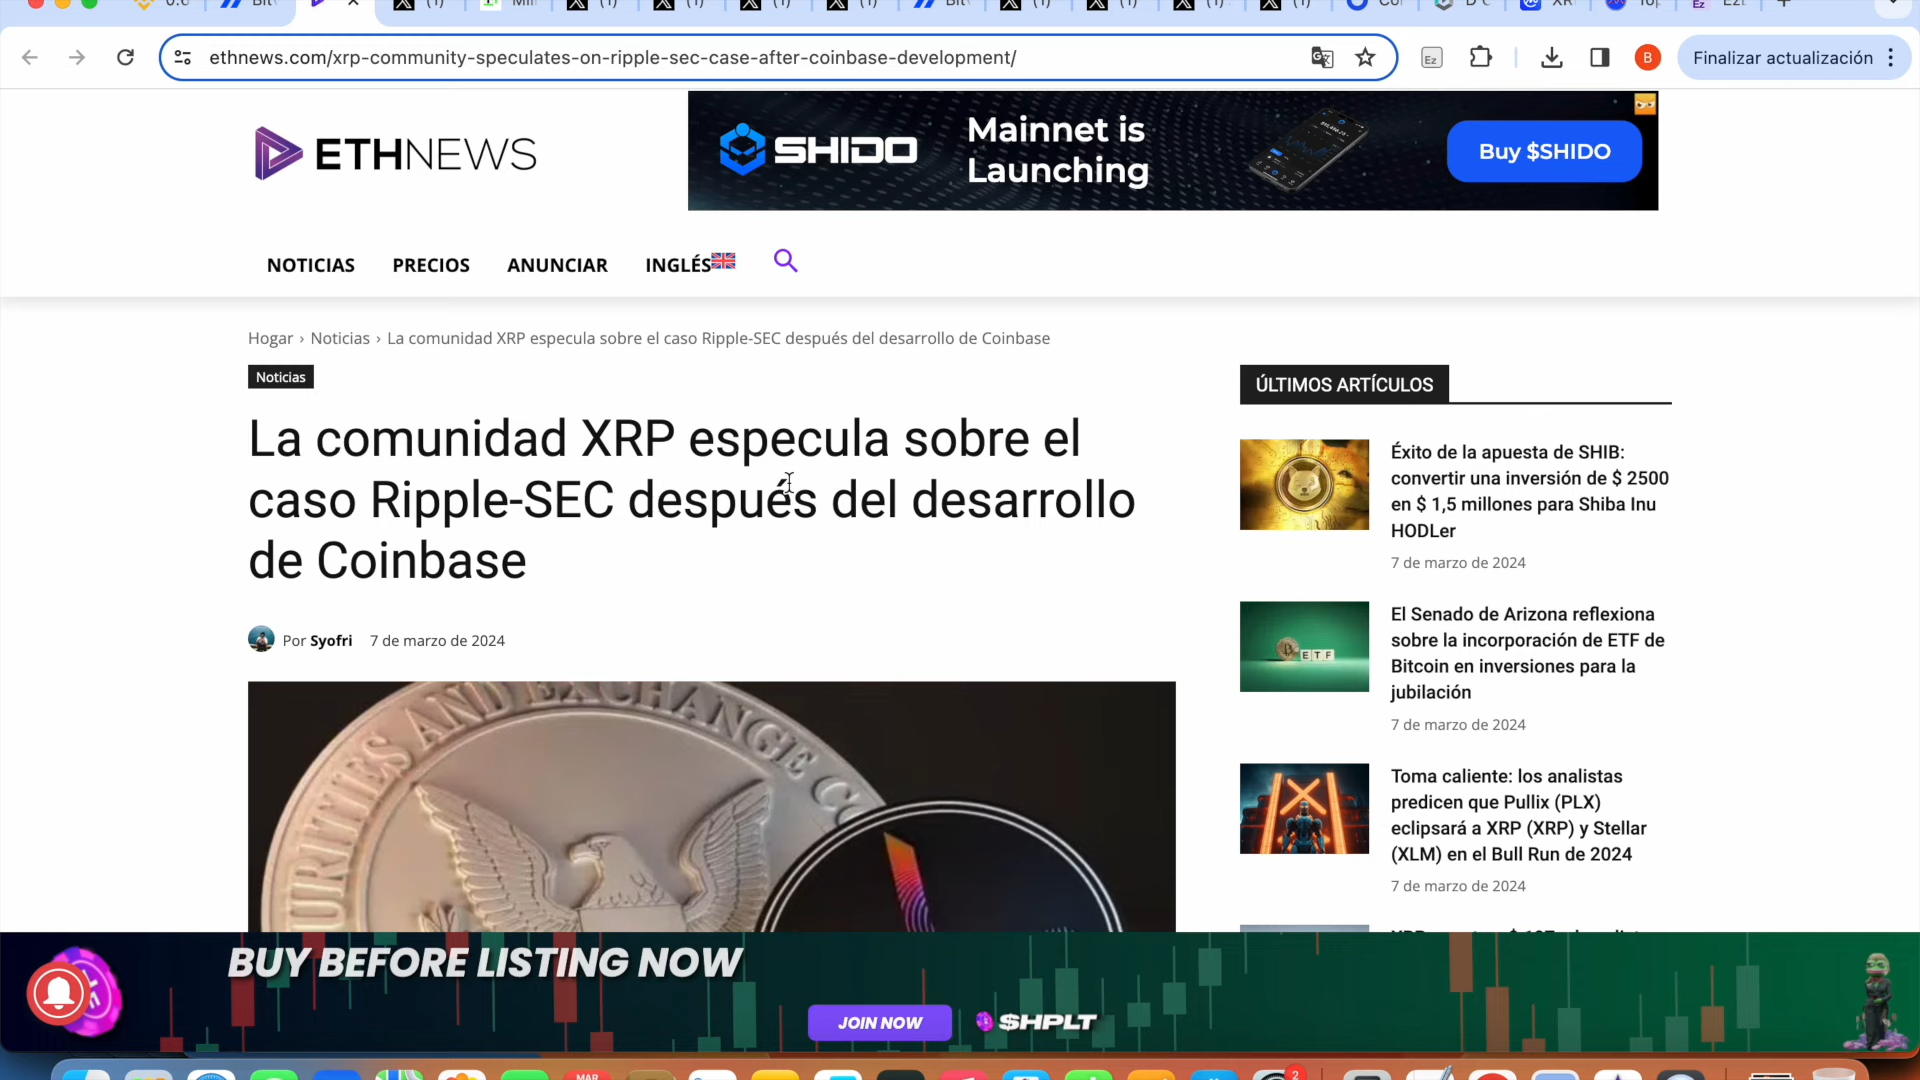 ethnews.com/xrp-community-speculates-on-ripple-sec-case-after-coinbase-development/
Ez
B
Finalizar actualización
ETHNEWS
SHIDO
Mainnet is
Launching
Buy $SHIDO
NOTICIAS
PRECIOS
ANUNCIAR
INGLÉS
Hogar › Noticias › La comunidad XRP especula sobre el caso Ripple-SEC después del desarrollo de Coinbase
Noticias
La comunidad XRP especula sobre el
caso Ripple-SEC después del desarrollo
de Coinbase
Por Syofri 7 de marzo de 2024
ÚLTIMOS ARTÍCULOS
Éxito de la apuesta de SHIB:
convertir una inversión de $ 2500
en $ 1,5 millones para Shiba Inu
HODLer
7 de marzo de 2024
ETF
El Senado de Arizona reflexiona
sobre la incorporación de ETF de
Bitcoin en inversiones para la
jubilación
7 de marzo de 2024
Toma caliente: los analistas
predicen que Pullix (PLX)
eclipsará a XRP (XRP) y Stellar
(XLM) en el Bull Run de 2024
7 de marzo de 2024
AND EXCHANGE
BUY BEFORE LISTING NOW
JOIN NOW
$HPLT
MAR
2